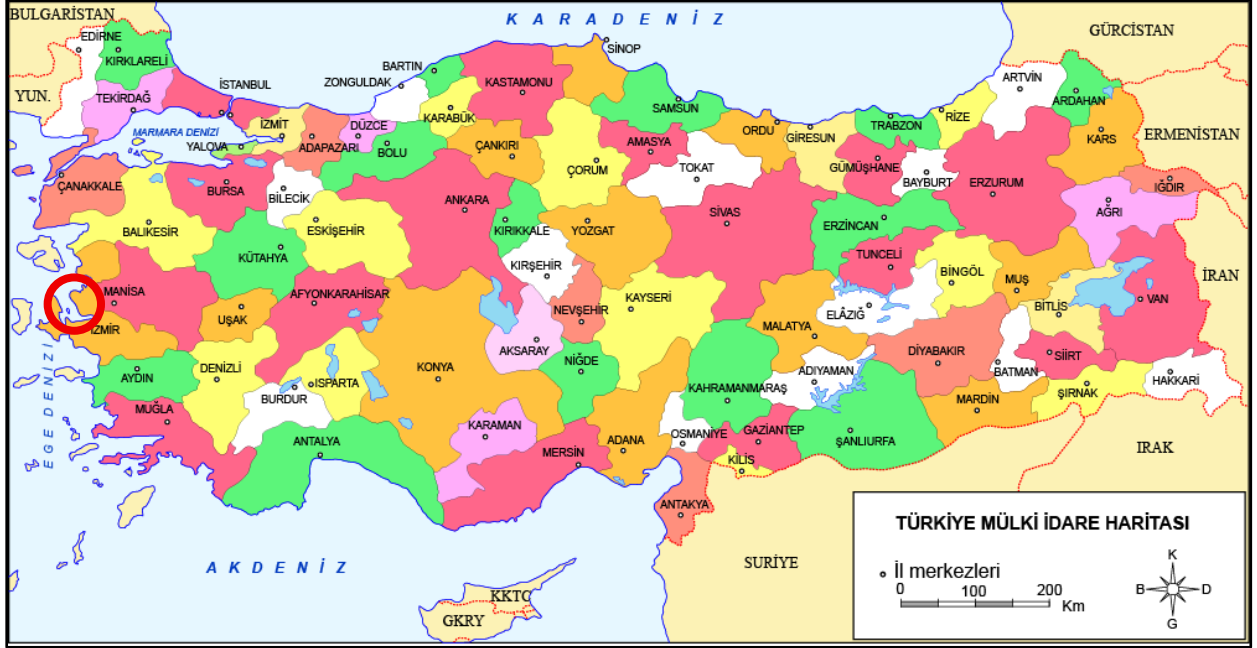 BULGARİSTAN
KARADENİZ
GÜRCİSTAN
EDİRNE
KIRKLARELİ
SİNOP
BARTIN
ZONGULDAK
KASTAMONU
İSTANBUL
ARTVİN
YUN.
TEKİRDAĞ
ARDAHAN
SAMSUN
KARABÜK
İZMİT
DÜZCE
RİZE
TRABZON
ORDU
GİRESUN
MARMARA DENİZİ
ERMENİSTAN
KARS
YALOVA
ADAPAZARI
BOLU
ÇANKIRI
AMASYA
ÇORUM
TOKAT
GÜMÜŞHANE
BAYBURT
ERZURUM
IĞDIR
ÇANAKKALE
BURSA
BİLECİK
ANKARA
SİVAS
AĞRI
BALIKESİR
ESKİŞEHİR
KIRIKKALE
YOZGAT
ERZİNCAN
KÜTAHYA
TUNCELİ
KIRŞEHİR
BİNGÖL
MUŞ
İRAN
MANİSA
AFYONKARAHİSAR
KAYSERİ
NEVŞEHİR
ELÂZIĞ
BİTLİS
VAN
UŞAK
İZMİR
MALATYA
AKSARAY
DİYABAKIR
SİİRT
NİĞDE
AYDIN
DENİZLİ
KONYA
ISPARTA
ADIYAMAN
BATMAN
HAKKARİ
KAHRAMANMARAŞ
BURDUR
MARDİN
ŞIRNAK
MUĞLA
EGE DENİZİ
KARAMAN
ANTALYA
ADANA
OSMANİYE
GAZİANTEP
ŞANLIURFA
MERSİN
KİLİS
IRAK
ANTAKYA
SURİYE
AKDENİZ
KKTC
GKRY
TÜRKİYE MÜLKİ İDARE HARİTASI
İl merkezleri
0 100 200
Km
K
B D
G